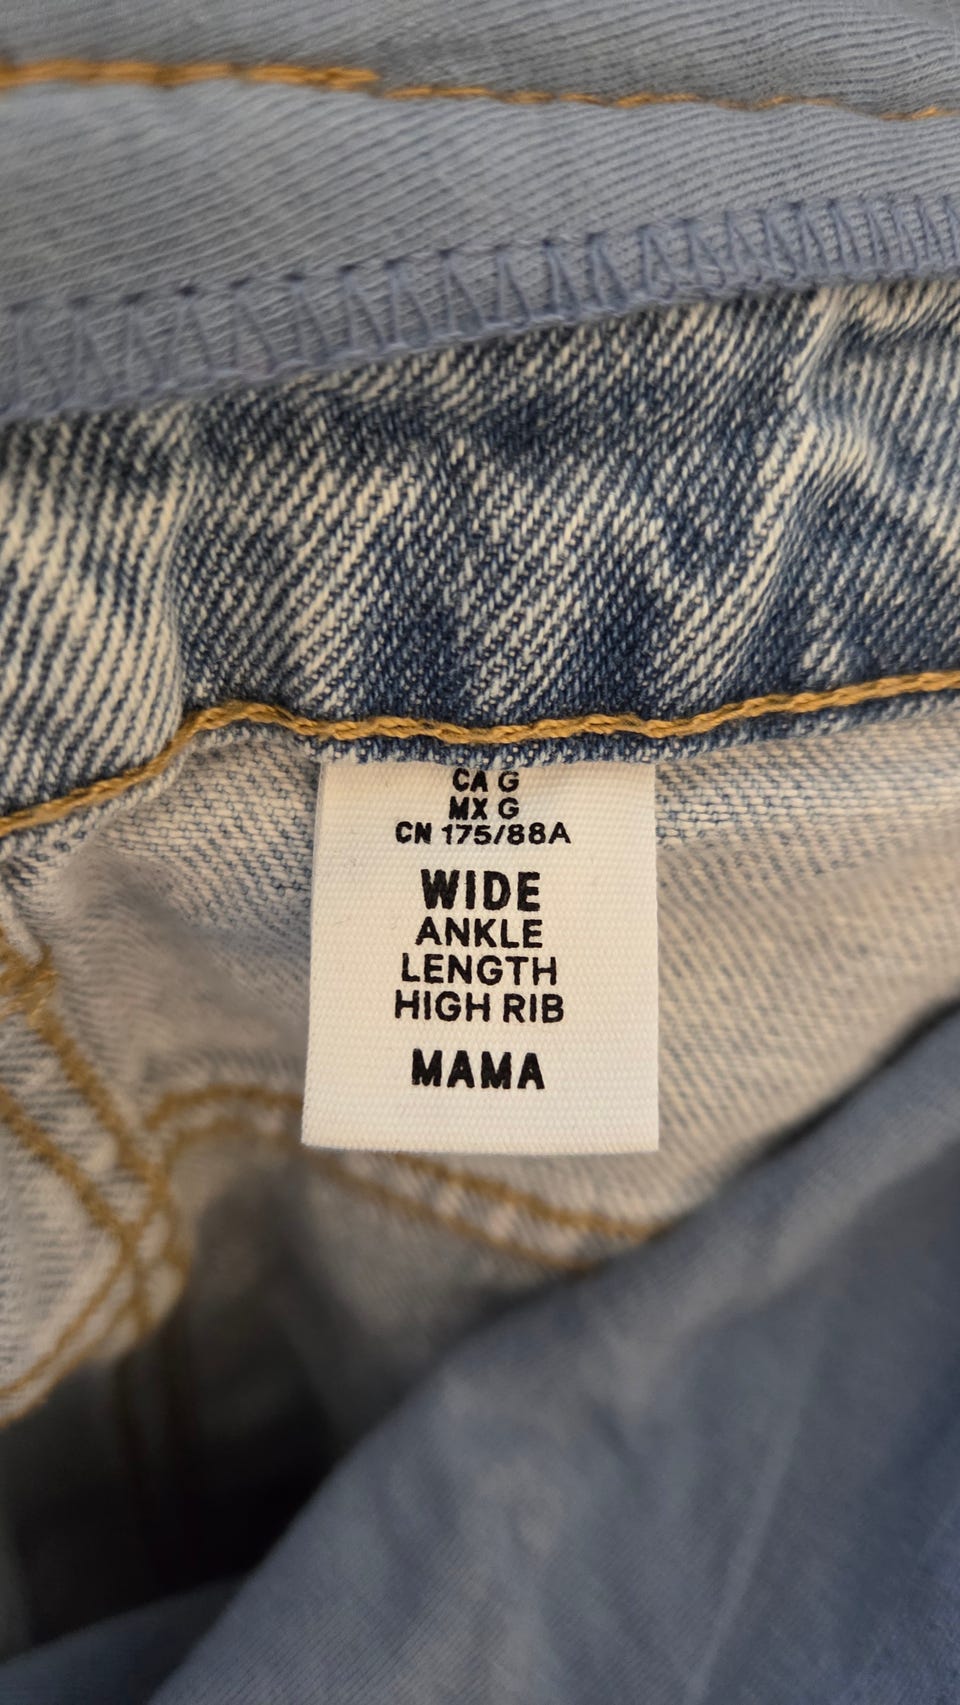 CA G
MX G
CN 175/88A
WIDE
ANKLE
LENGTH
HIGH RIB
MAMA